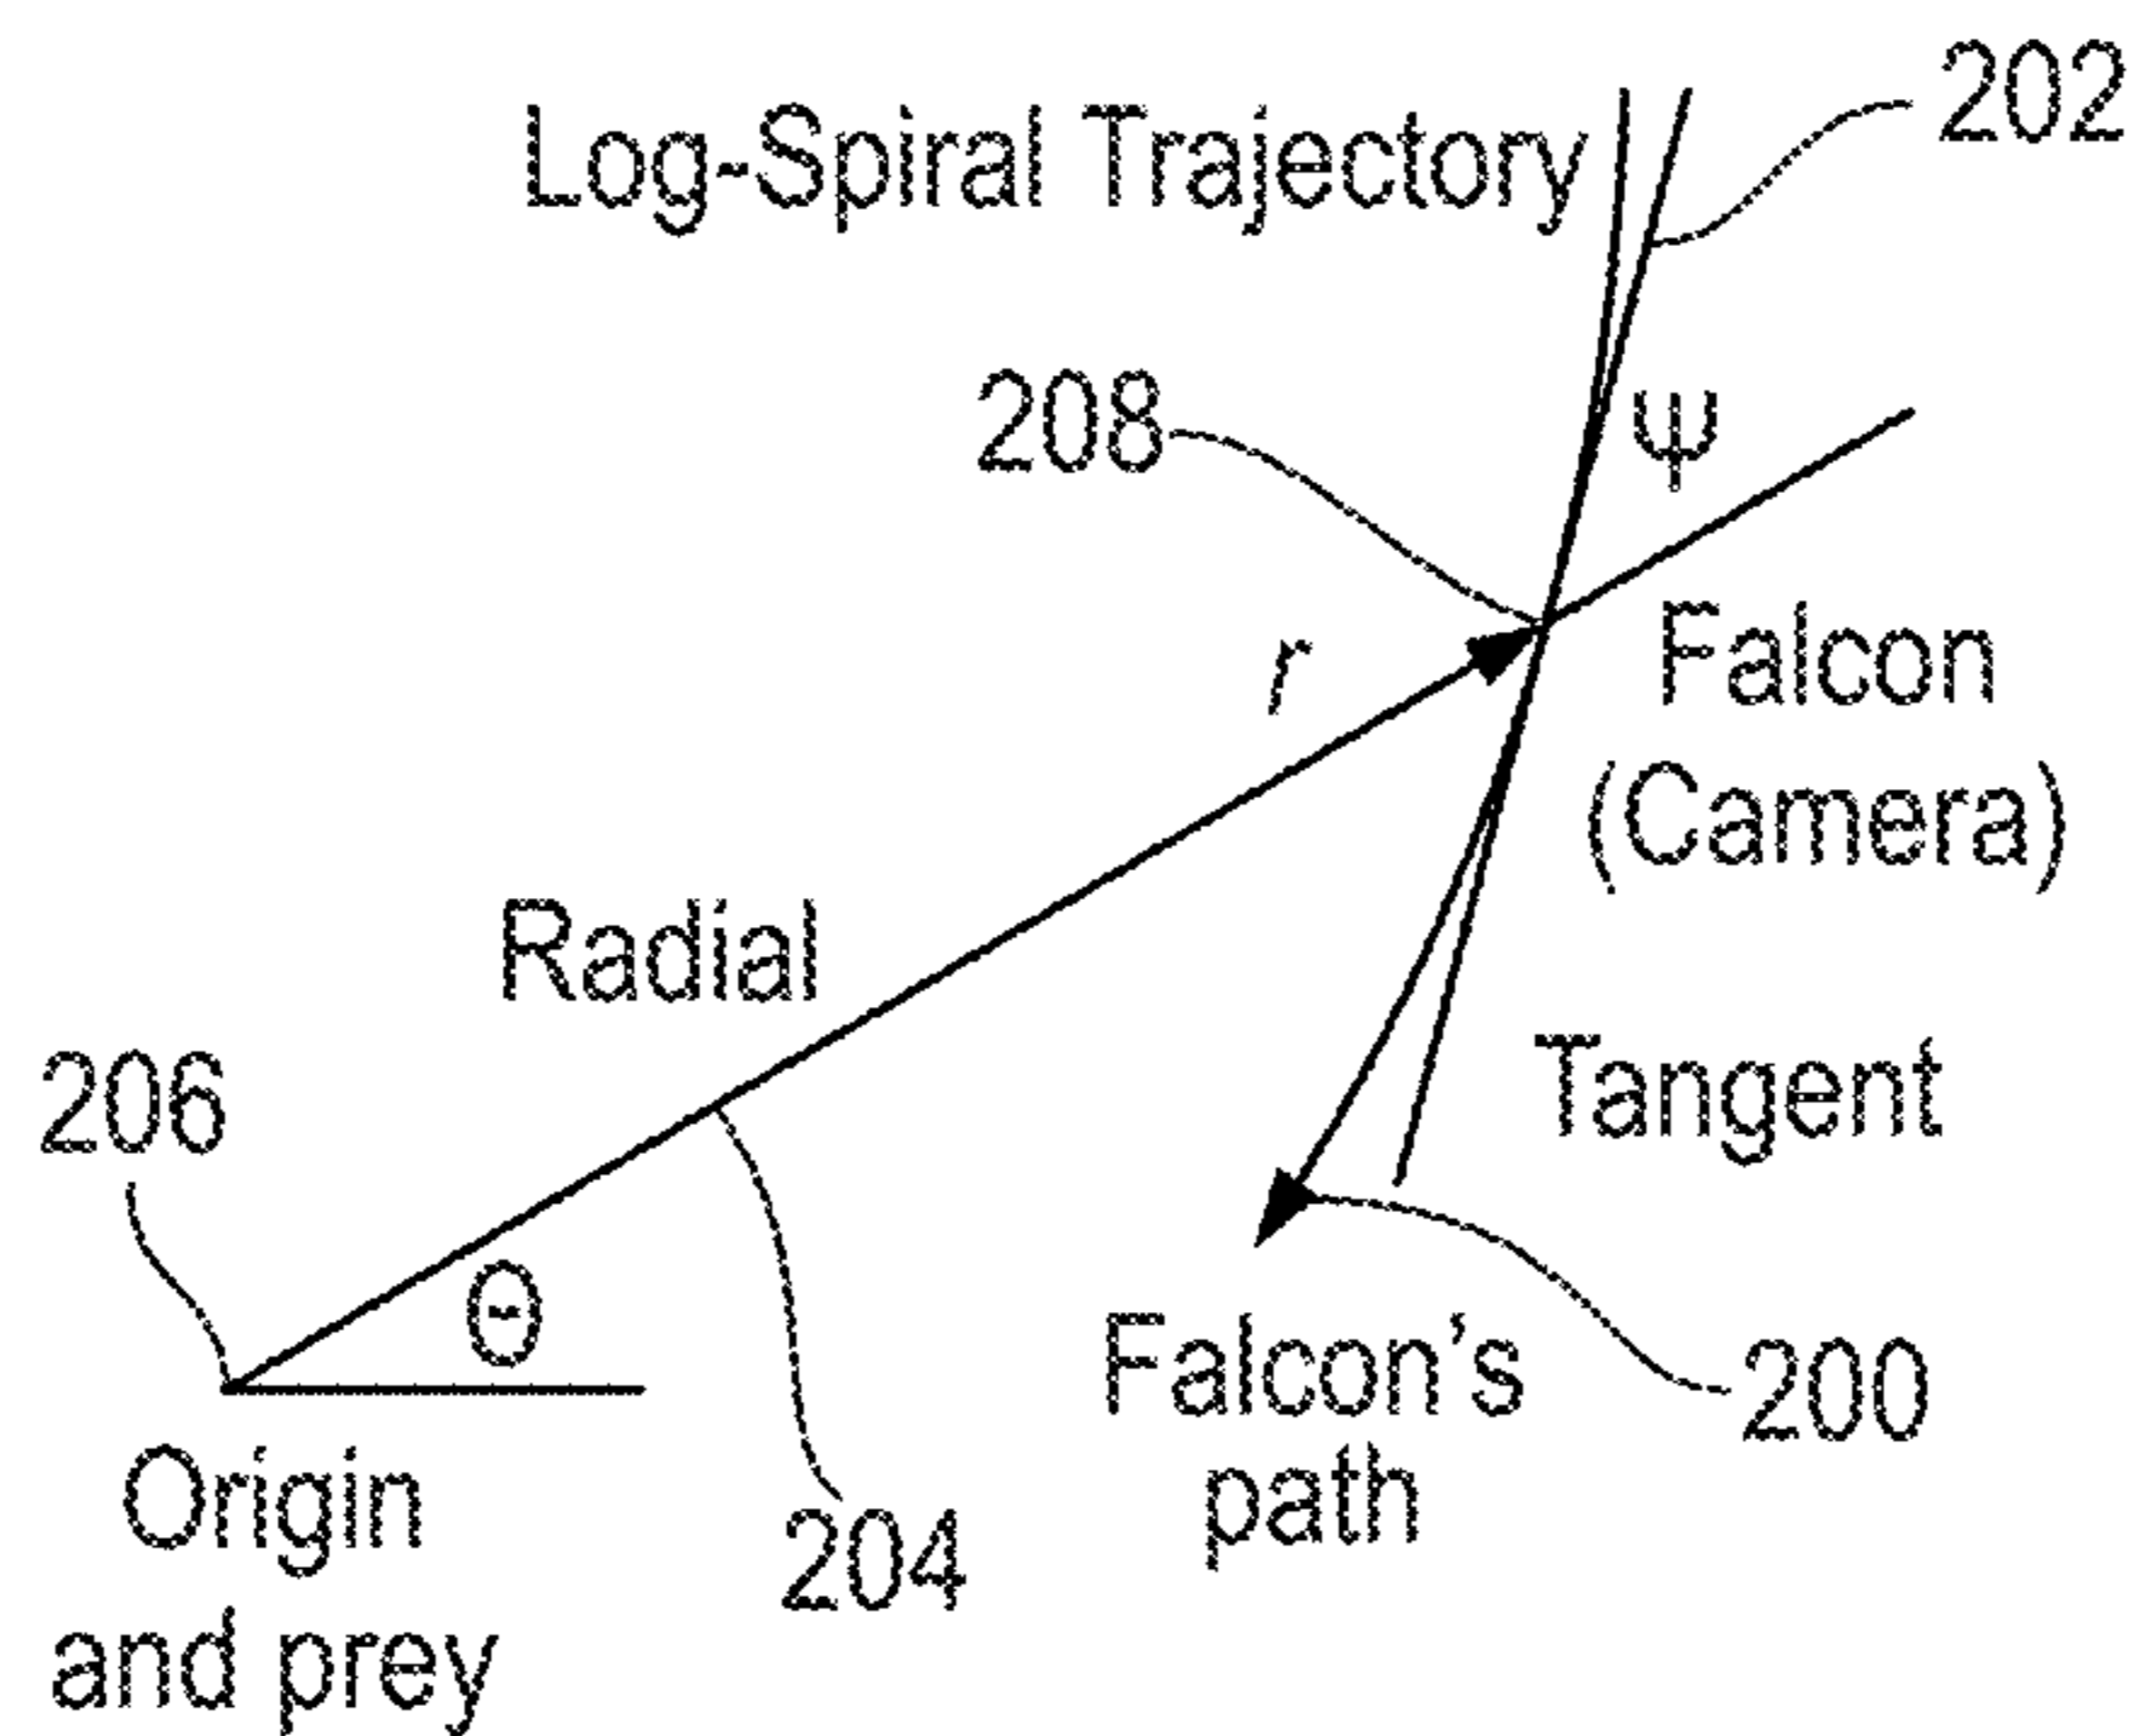 202
Log-Spiral Trajectory
208
ψ
r
Falcon
(Camera)
Radial
Tangent
206
Θ
Falcon's
path
200
Origin
and prey
204